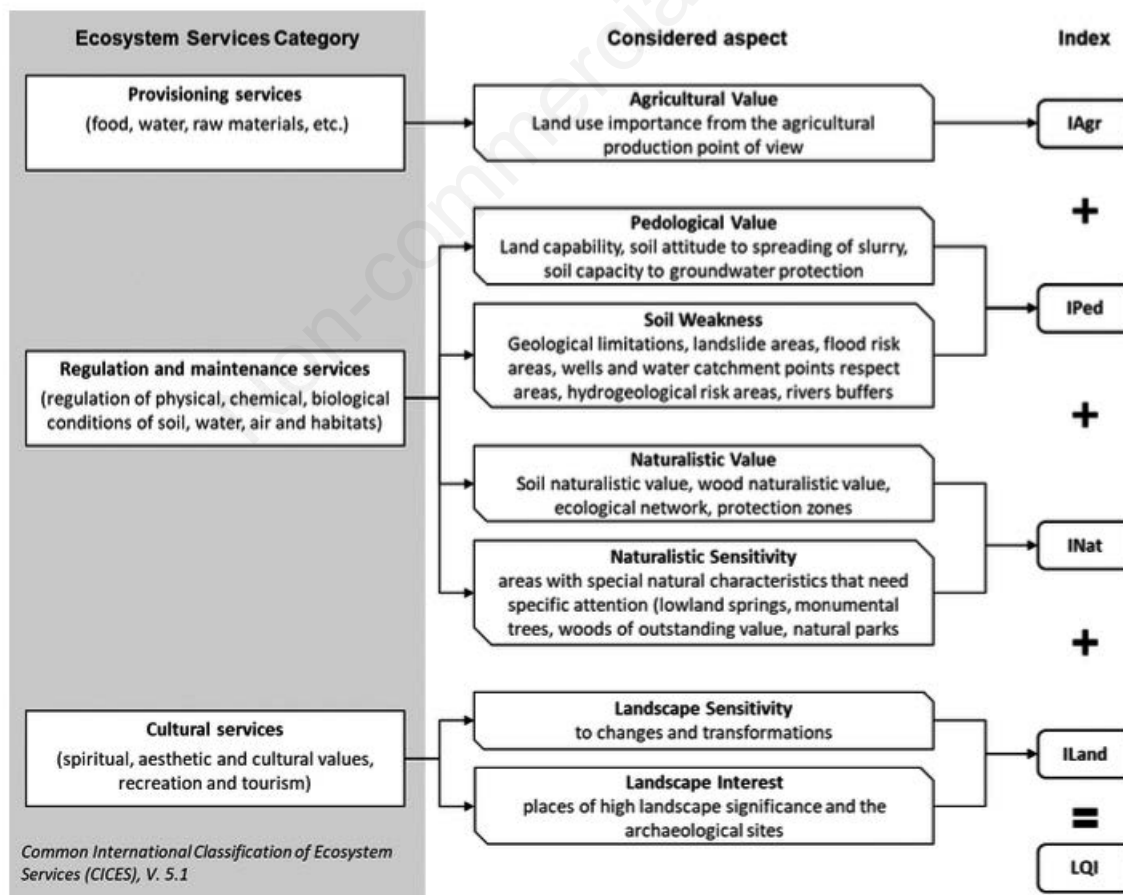 Ecosystem Services Category
Considered aspect
Index
Provisioning services
(food, water, raw materials, etc.)
Agricultural Value
Land use importance from the agricultural
production point of view
IAgr
+
Pedological Value
Land capability, soil attitude to spreading of slurry,
soil capacity to groundwater protection
IPed
Soil Weakness
Geological limitations, landslide areas, flood risk
areas, wells and water catchment points respect
areas, hydrogeological risk areas, rivers buffers
Regulation and maintenance services
(regulation of physical, chemical, biological
conditions of soil, water, air and habitats)
+
Naturalistic Value
Soil naturalistic value, wood naturalistic value,
ecological network, protection zones
INat
Naturalistic Sensitivity
areas with special natural characteristics that need
specific attention (lowland springs, monumental
trees, woods of outstanding value, natural parks
+
Cultural services
(spiritual, aesthetic and cultural values,
recreation and tourism)
Landscape Sensitivity
to changes and transformations
ILand
Landscape Interest
places of high landscape significance and the
archaeological sites
=
LQI
Common International Classification of Ecosystem
Services (CICES), V. 5.1